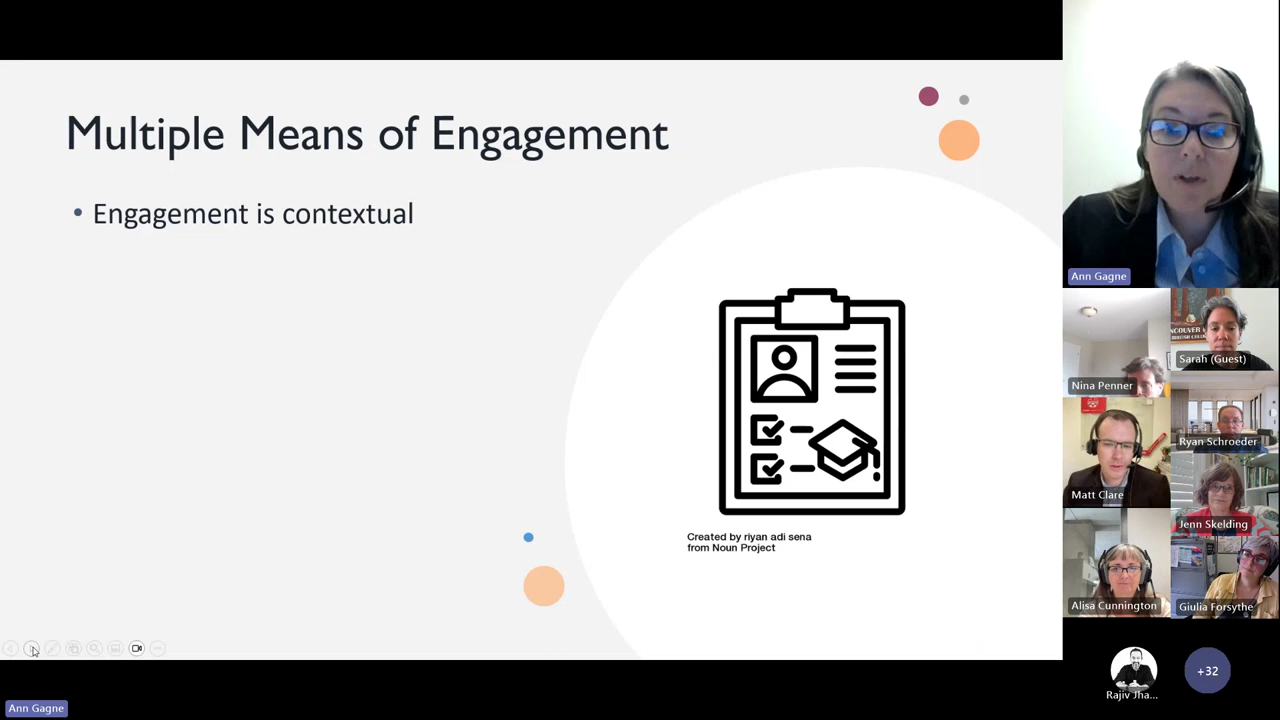 Multiple Means of Engagement
• Engagement is contextual
Created by riyan adi sena
from Noun Project
Ann Gagne
Ann Gagne
Nina Penner
Sarah (Guest)
Matt Clare
Ryan Schroeder
Jenn Skelding
Alisa Cunnington
Giulia Forsythe
Rajiv Jha...
+32